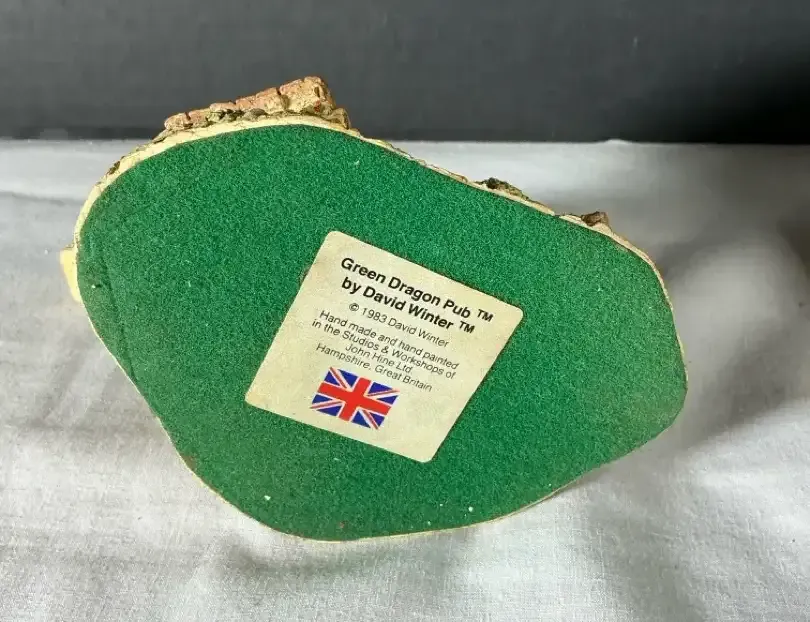 Green Dragon Pub ™
by David Winter ™
© 1983 David Winter
Hand made and hand painted
in the Studios & Workshops of
John Hine Ltd
Hampshire, Great Britain